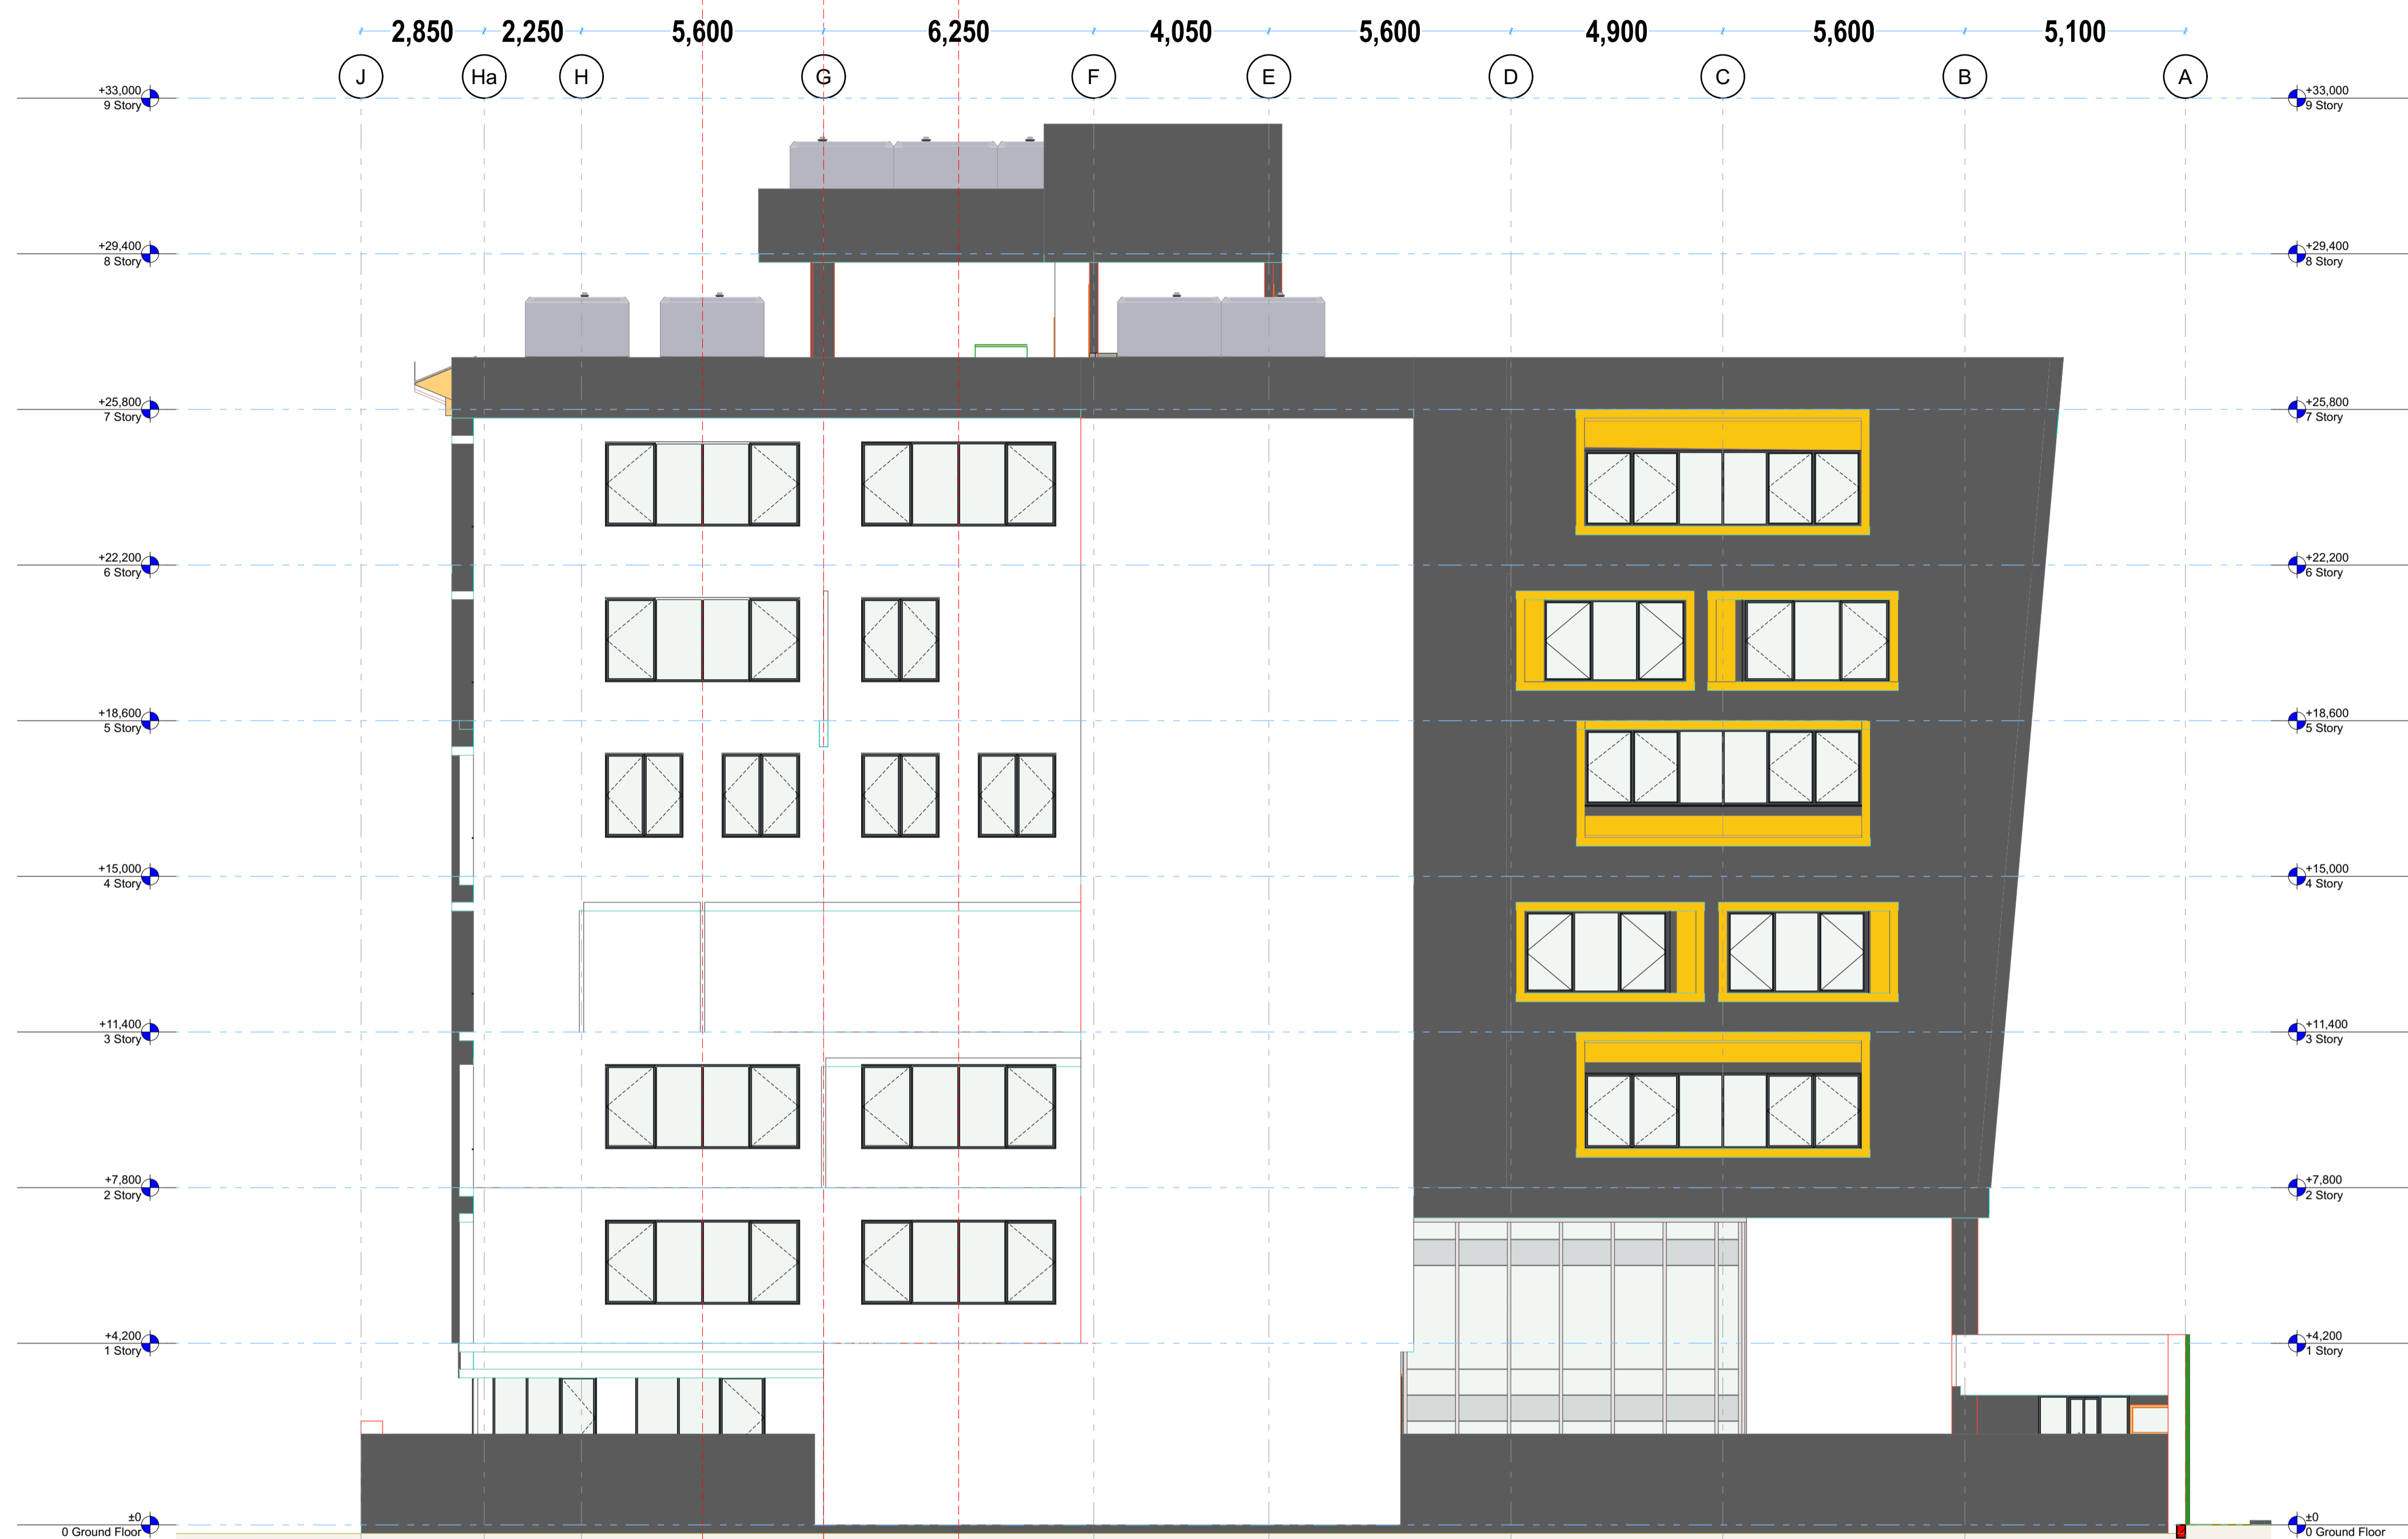 2,850 2,250 5,600 6,250 4,050 5,600 4,900 5,600 5,100
J Ha H G F E D C B A
+33,000
9 Story
+33,000
9 Story
+29,400
8 Story
+29,400
8 Story
+25,800
7 Story
+25,800
7 Story
+22,200
6 Story
+22,200
6 Story
+18,600
5 Story
+18,600
5 Story
+15,000
4 Story
+15,000
4 Story
+11,400
3 Story
+11,400
3 Story
+7,800
2 Story
+7,800
2 Story
+4,200
1 Story
+4,200
1 Story
±0
0 Ground Floor
±0
0 Ground Floor